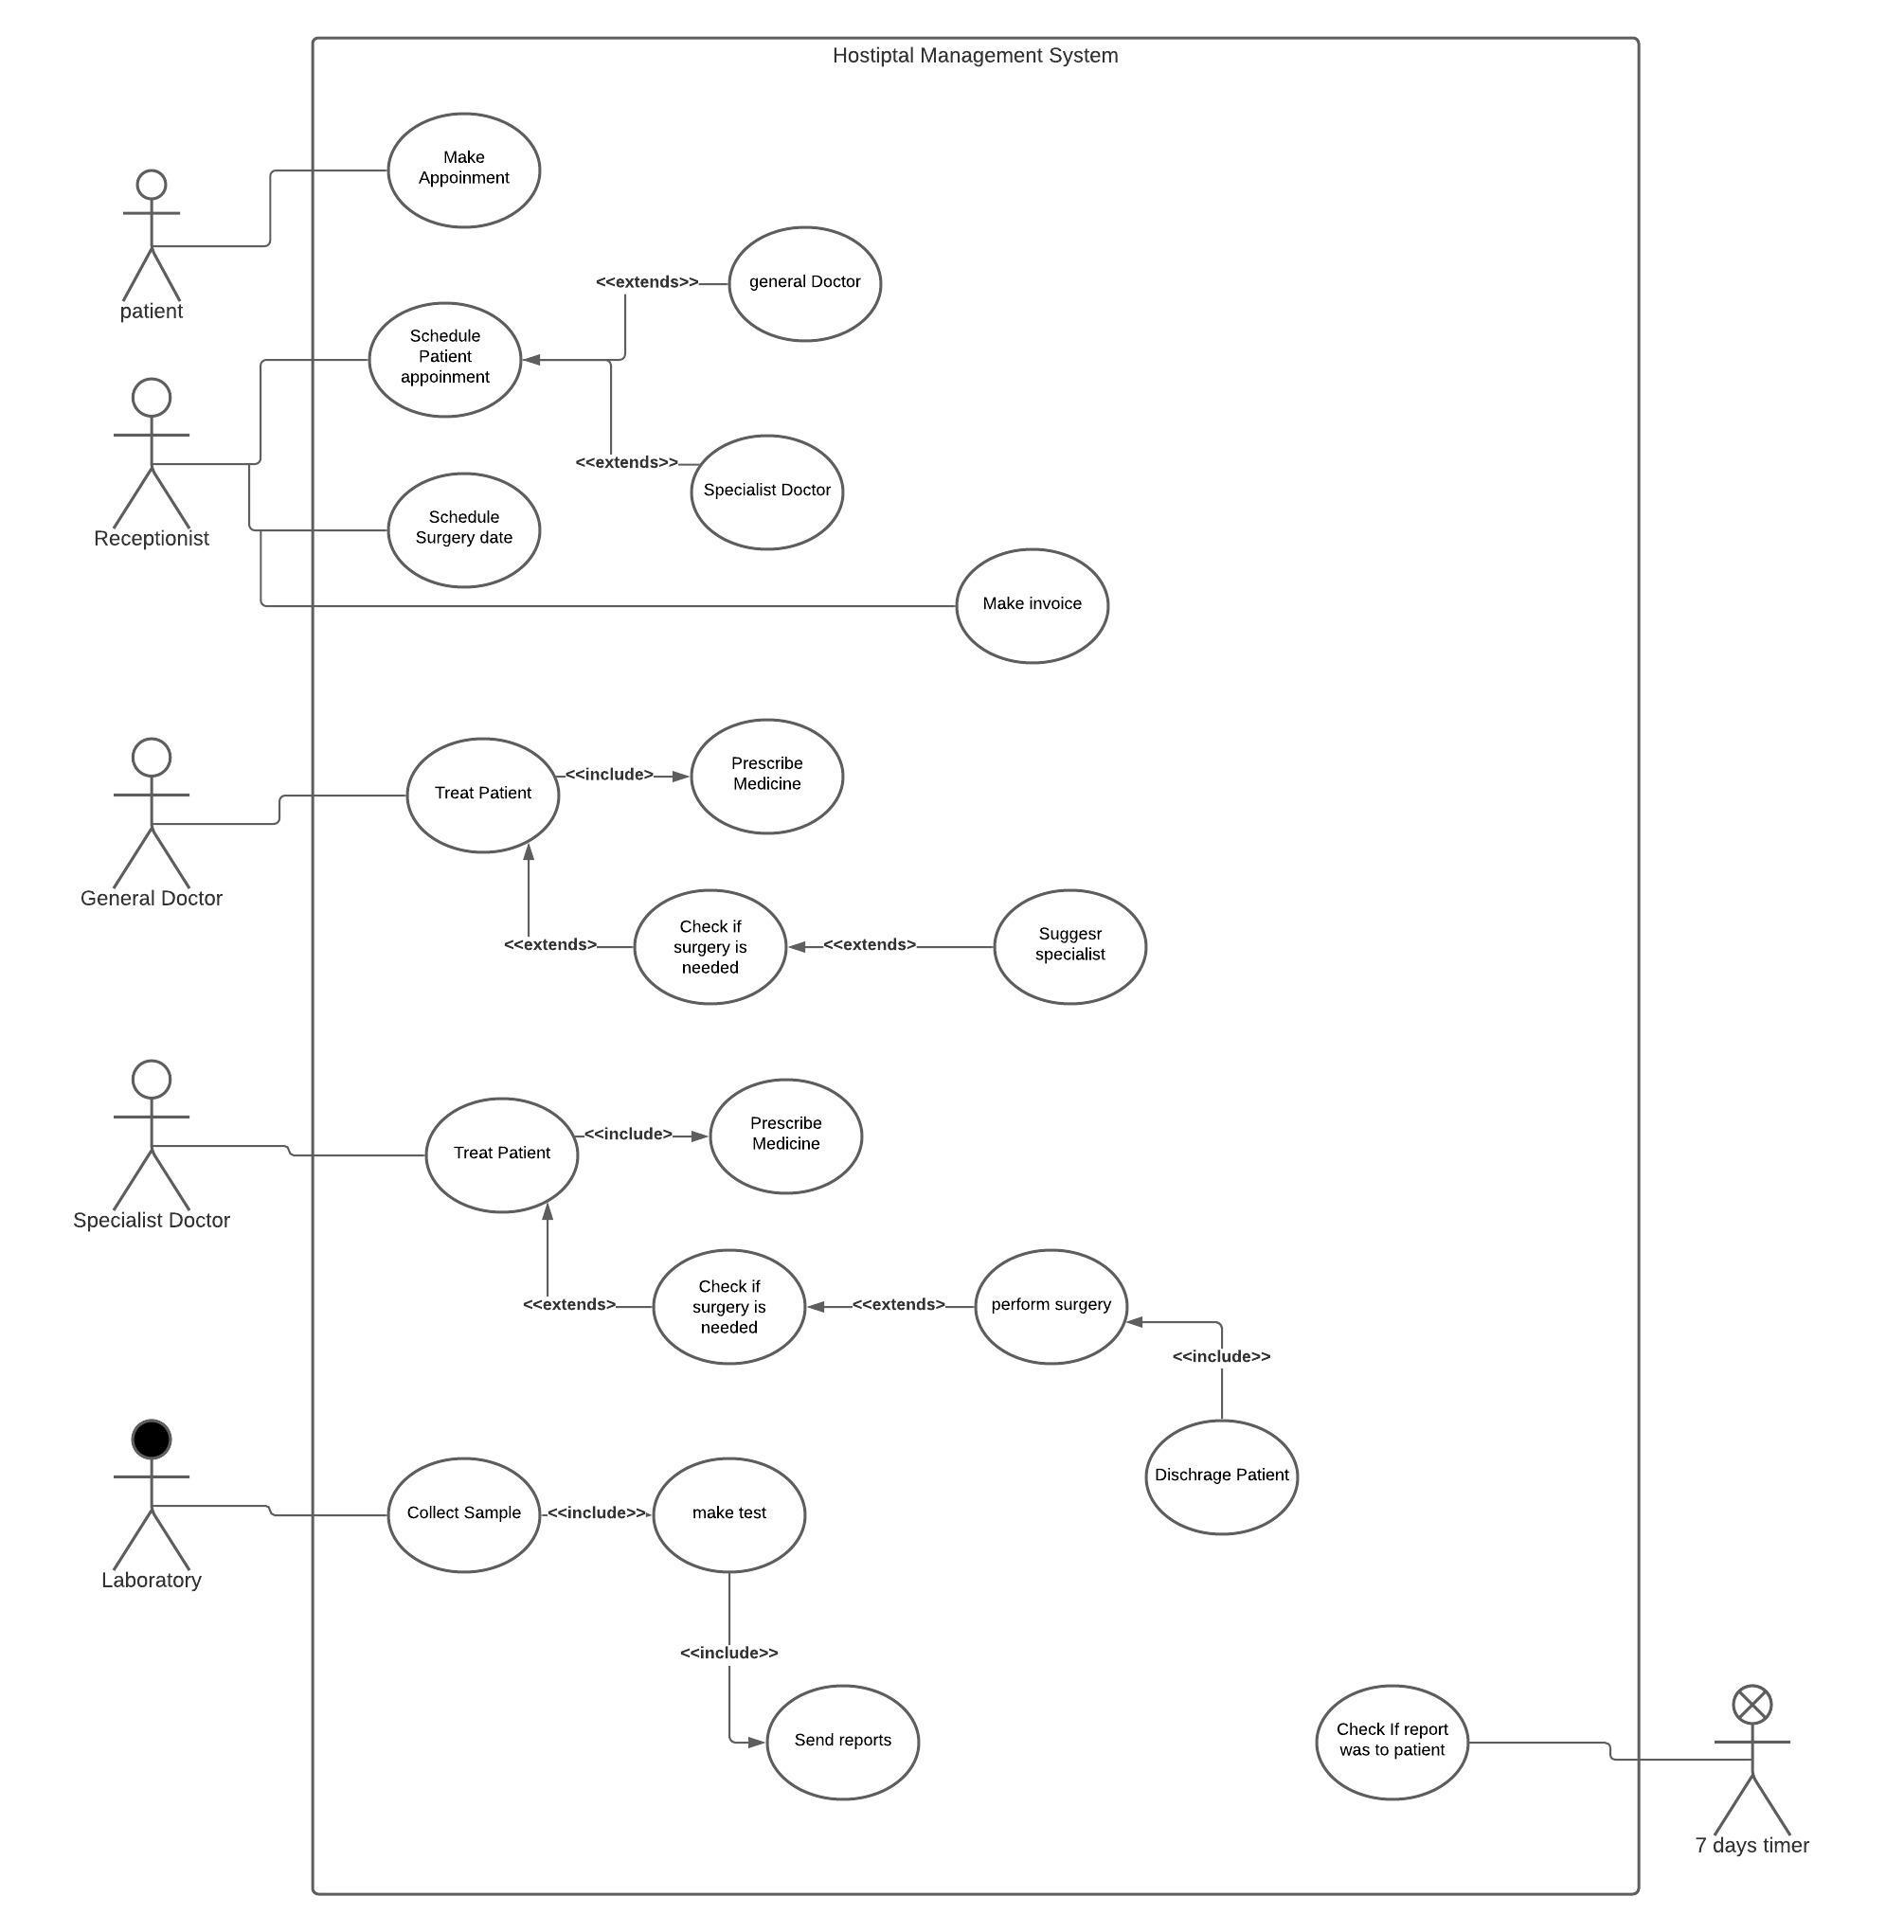 Hostiptal Management System
Make
Appoinment
patient
<<extends>>
general Doctor
Schedule
Patient
appoinment
<<extends>>
Specialist Doctor
Receptionist
Schedule
Surgery date
Make invoice
Treat Patient
<<include>
Prescribe
Medicine
General Doctor
<<extends>
Check if
surgery is
needed
<<extends>
Suggesr
specialist
Treat Patient
<<include>
Prescribe
Medicine
Specialist Doctor
<<extends>
Check if
surgery is
needed
<<extends>
perform surgery
<<include>>
Dischrage Patient
Collect Sample
<<include>>
make test
Laboratory
<<include>>
Send reports
Check If report
was to patient
7 days timer